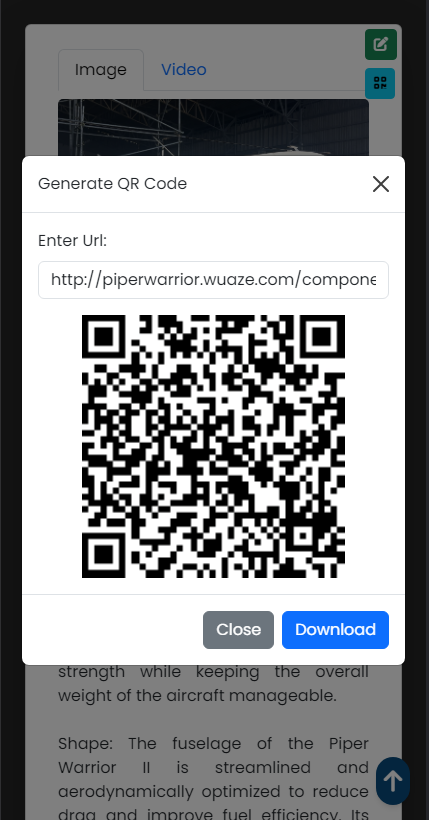 Image
Video
Generate QR Code
Enter Url:
http://piperwarrior.wuaze.com/compone
Close
Download
strength while keeping the overall
weight of the aircraft manageable.
Shape: The fuselage of the Piper
Warrior II is streamlined and
aerodynamically optimized to reduce
drag and improve fuel efficiency. Its